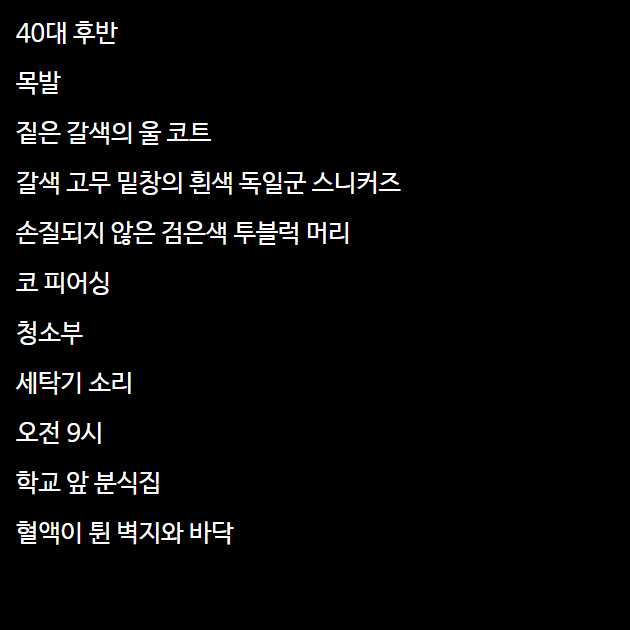 40대 후반
목발
짙은 갈색의 울 코트
갈색 고무 밑창의 흰색 독일군 스니커즈
손질되지 않은 검은색 투블럭 머리
코 피어싱
청소부
세탁기 소리
오전 9시
학교 앞 분식집
혈액이 튄 벽지와 바닥